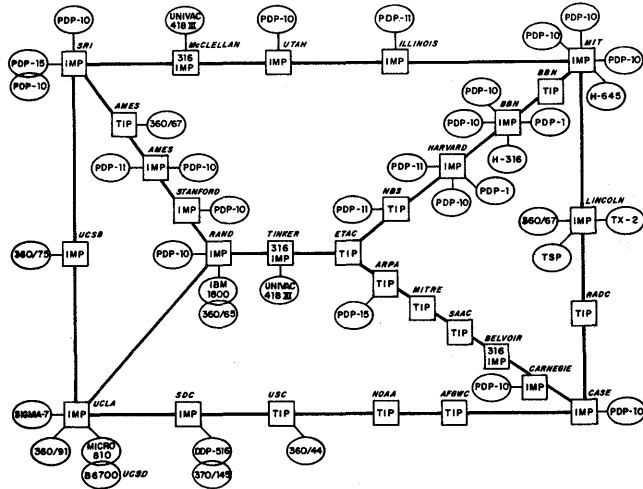 PDP-10
UNIVAC
418 III
PDP-10
PDP-11
MIT
PDP-10
SRI
McCLELLAN
UTAH
ILLINOIS
PDP-10
PDP-15
IMP
316
IMP
IMP
IMP
IMP
PDP-10
PDP-10
BBN
TIP
H-645
AMES
TIP
360/67
PDP-10
BBN
PDP-10
IMP
PDP-1
HARVARD
H-316
AMES
PDP-11
IMP
PDP-10
PDP-11
IMP
STANFORD
PDP-10
PDP-1
IMP
PDP-10
NBS
PDP-11
TIP
LINCOLN
360/67
IMP
TX-2
TSP
UCSB
360/75
IMP
RAND
TINKER
ETAC
PDP-10
IMP
316
IMP
TIP
IBM
1800
360/65
UNIVAC
418 III
ARPA
TIP
PDP-15
MITRE
TIP
SAAC
TIP
RADC
TIP
BELVOIR
316
IMP
CARNEGIE
PDP-10
IMP
UCLA
SDC
USC
NOAA
AFGWC
CASE
SIGMA-7
IMP
IMP
TIP
TIP
TIP
IMP
PDP-10
360/91
MICRO
810
B6700
UCSD
DDP-516
370/145
360/44